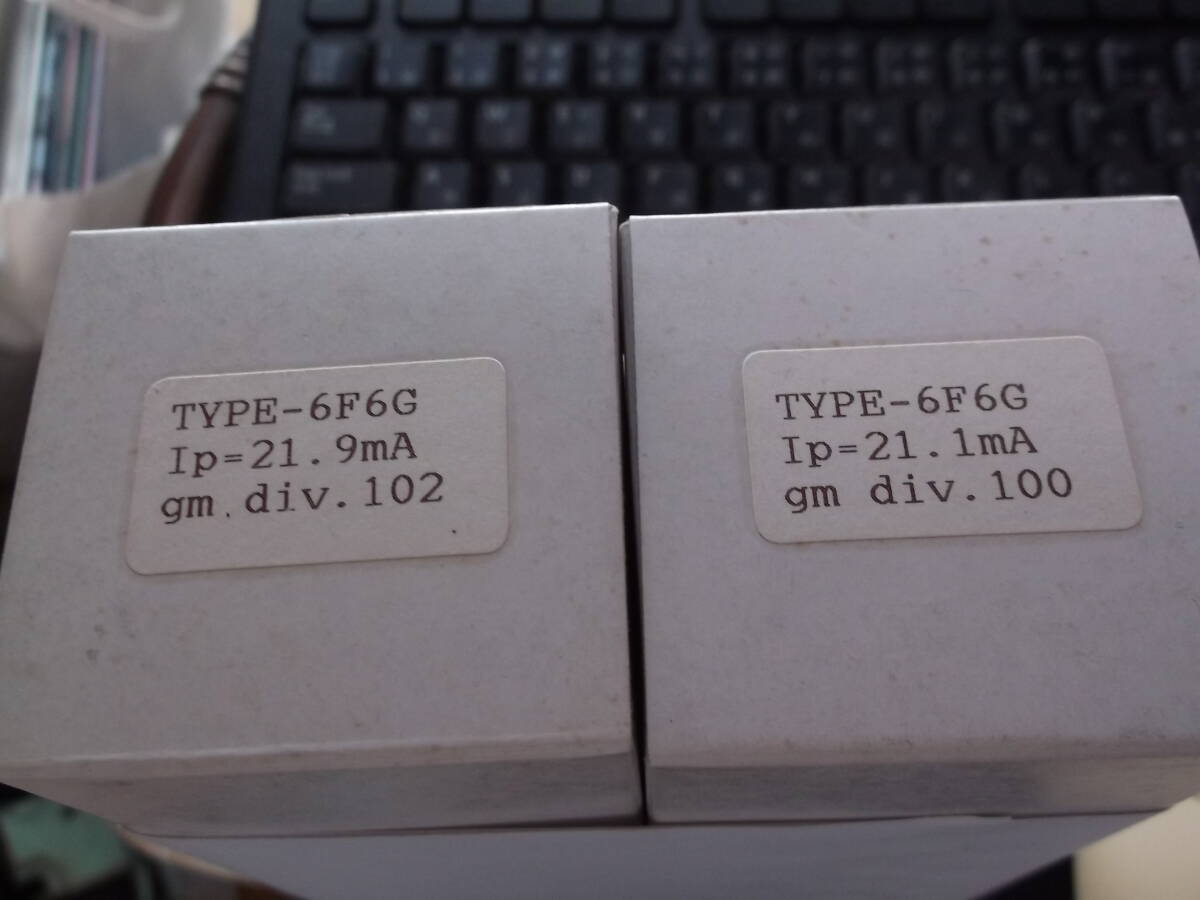 TYPE-6F6G
Ip=21.9mA
gm. div.102
TYPE-6F6G
Ip=21.1mA
gm div.100